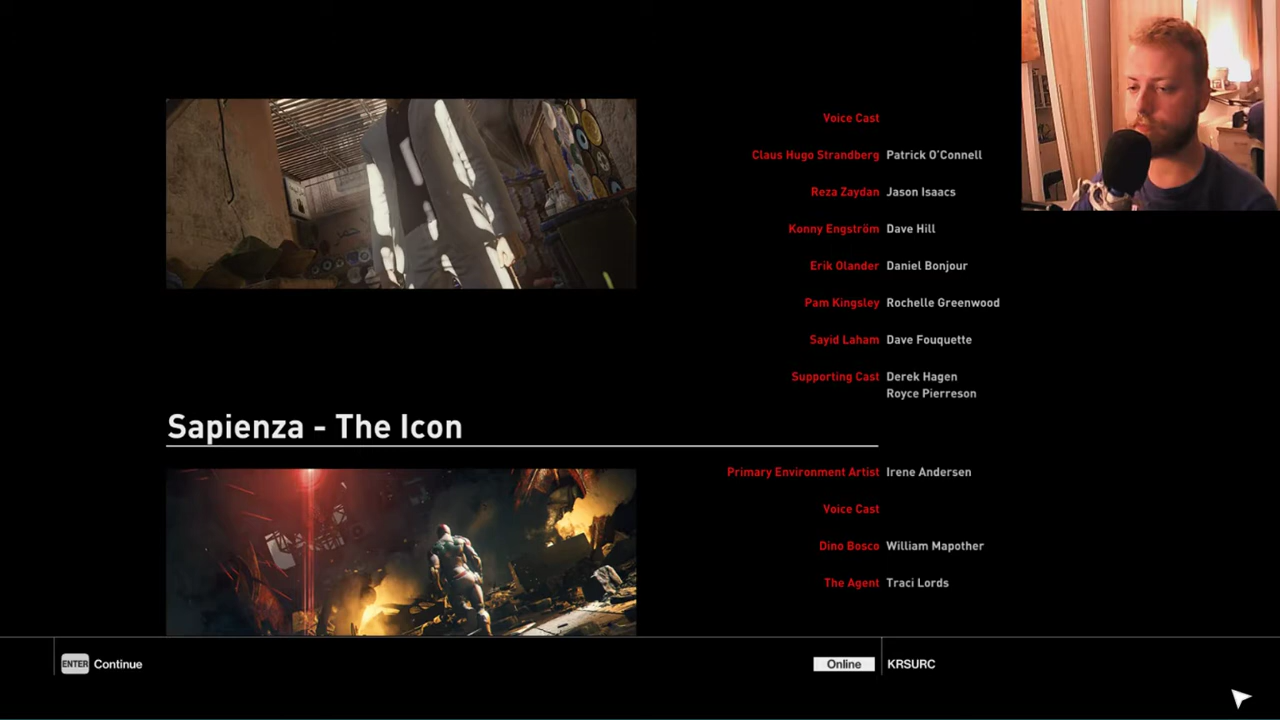 Voice Cast
Claus Hugo Strandberg Patrick O'Connell
Reza Zaydan Jason Isaacs
Konny Engström Dave Hill
Erik Olander Daniel Bonjour
Pam Kingsley Rochelle Greenwood
Sayid Laham Dave Fouquette
Supporting Cast Derek Hagen
Royce Pierreson
Sapienza - The Icon
Primary Environment Artist Irene Andersen
Voice Cast
Dino Bosco William Mapother
The Agent Traci Lords
ENTER Continue
Online KRSURC